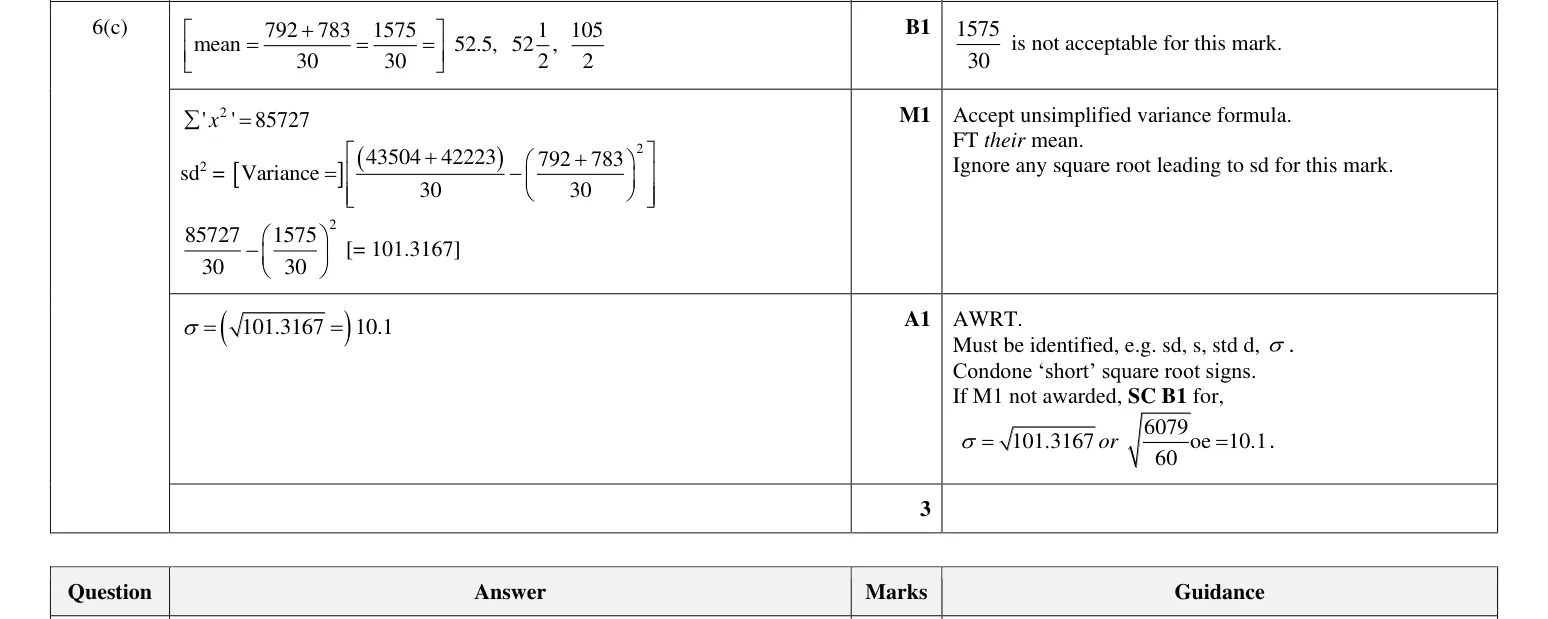 6(c)
[mean = (792 + 783)/30 = 1575/30 =] 52.5, 52 1/2, 105/2
B1
1575/30 is not acceptable for this mark.
∑'x²' = 85727
sd² = [Variance =] [(43504 + 42223)/30 − ((792 + 783)/30)²]
85727/30 − (1575/30)² [= 101.3167]
M1
Accept unsimplified variance formula.
FT their mean.
Ignore any square root leading to sd for this mark.
σ = (√101.3167 =) 10.1
A1
AWRT.
Must be identified, e.g. sd, s, std d, σ .
Condone ‘short’ square root signs.
If M1 not awarded, SC B1 for,
σ = √101.3167 or √(6079/60) oe =10.1 .
3
Question Answer Marks Guidance